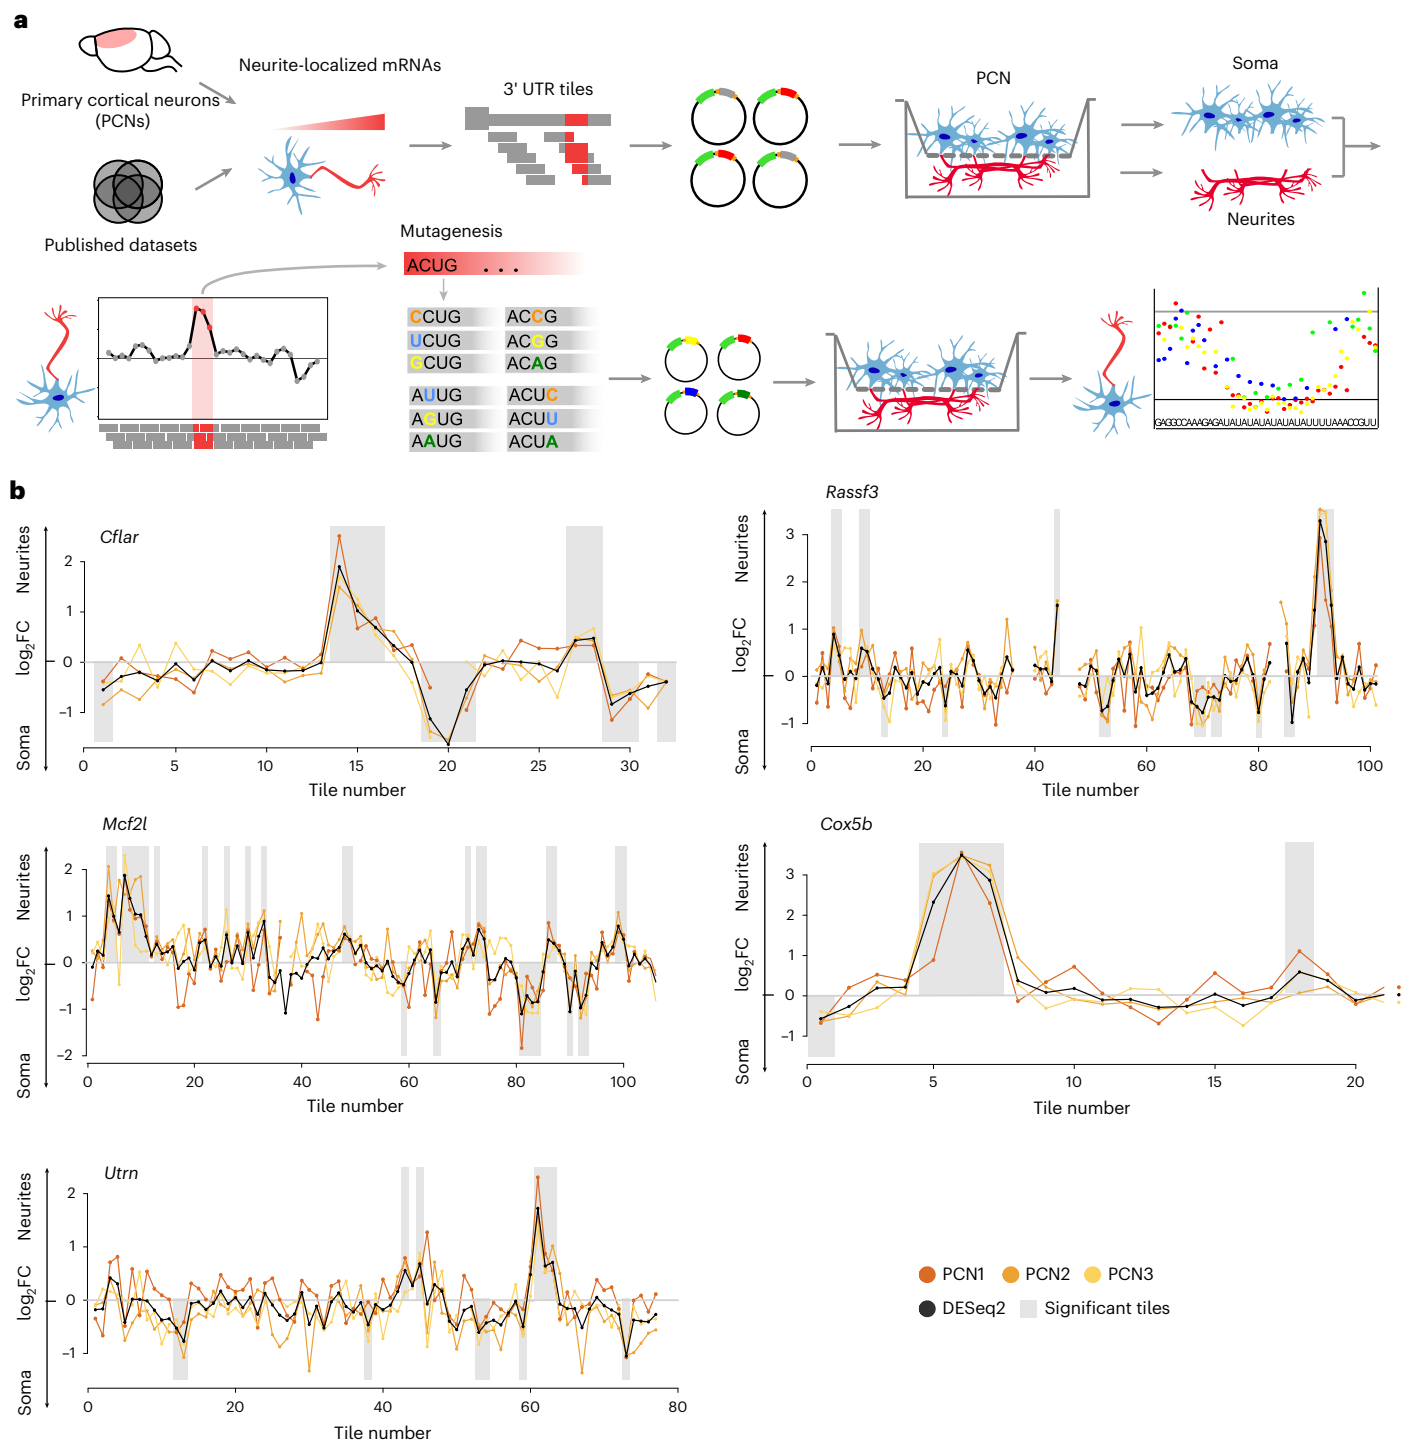 a
Neurite-localized mRNAs
Primary cortical neurons
(PCNs)
3' UTR tiles
PCN
Soma
Neurites
Published datasets
Mutagenesis
ACUG ...
CCUG ACCG
UCUG ACGG
GCUG ACAG
AUUG ACUC
AGUG ACUU
AAUG ACUA
b
Cflar
Neurites
log2FC
Soma
2
1
0
–1
0 5 10 15 20 25 30
Tile number
Rassf3
Neurites
log2FC
Soma
3
2
1
0
–1
0 20 40 60 80 100
Tile number
Mcf2l
Neurites
log2FC
Soma
2
1
0
–1
–2
0 20 40 60 80 100
Tile number
Cox5b
Neurites
log2FC
Soma
3
2
1
0
–1
0 5 10 15 20
Tile number
Utrn
Neurites
log2FC
Soma
2
1
0
–1
0 20 40 60 80
Tile number
PCN1 PCN2 PCN3
DESeq2 Significant tiles